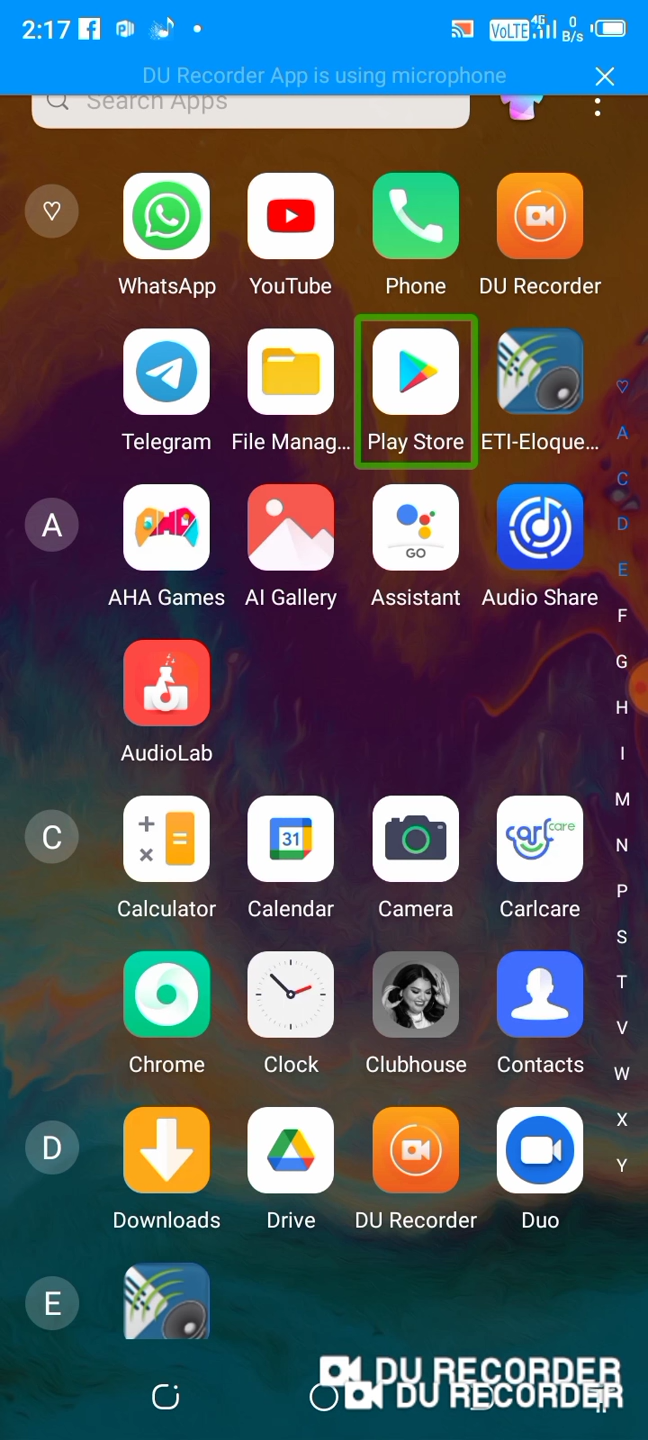 2:17 VoLTE 4G 0 B/s
DU Recorder App is using microphone
Search Apps
WhatsApp YouTube Phone DU Recorder
Telegram File Manag... Play Store ETI-Eloque...
A
GO
AHA Games AI Gallery Assistant Audio Share
AudioLab
C
31 carlcare
Calculator Calendar Camera Carlcare
Chrome Clock Clubhouse Contacts
D
Downloads Drive DU Recorder Duo
E
A
C
D
E
F
G
H
I
M
N
P
S
T
V
W
X
Y
DU RECORDER
DU RECORDER